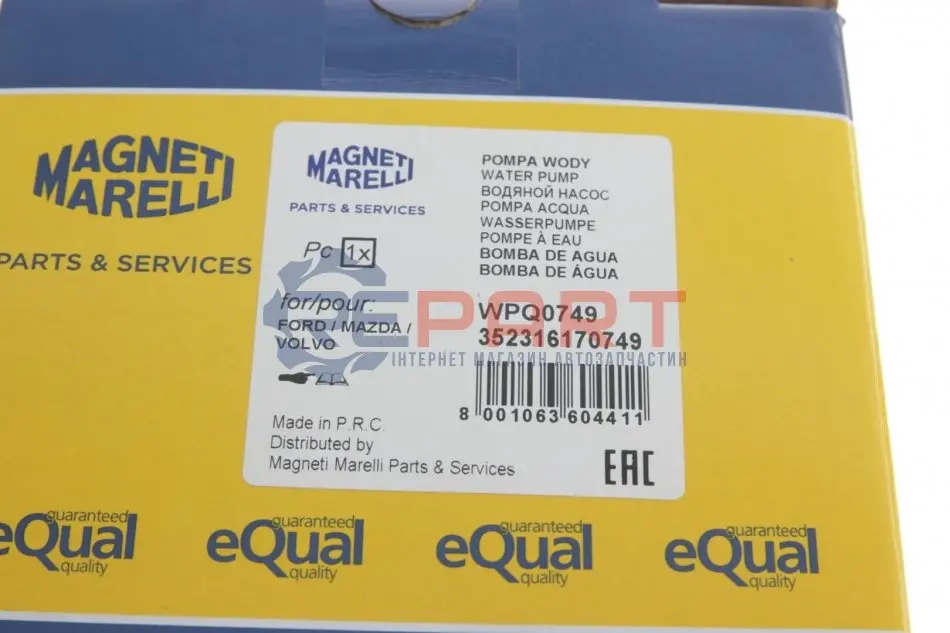 MAGNETI
MARELLI
PARTS & SERVICES
MAGNETI
MARELLI
PARTS & SERVICES
Pc 1x
for/pour:
FORD / MAZDA /
VOLVO
Made in P.R.C.
Distributed by
Magneti Marelli Parts & Services
POMPA WODY
WATER PUMP
ВОДЯНОЙ НАСОС
POMPA ACQUA
WASSERPUMPE
POMPE À EAU
BOMBA DE AGUA
BOMBA DE ÁGUA
WPQ0749
352316170749
8 001063 604411
EAC
REPART
ІНТЕРНЕТ МАГАЗИН АВТОЗАПЧАСТИН
guaranteed
eQual
quality
guaranteed
eQual
quality
guaranteed
eQual
quality
guaranteed
eQual
quality